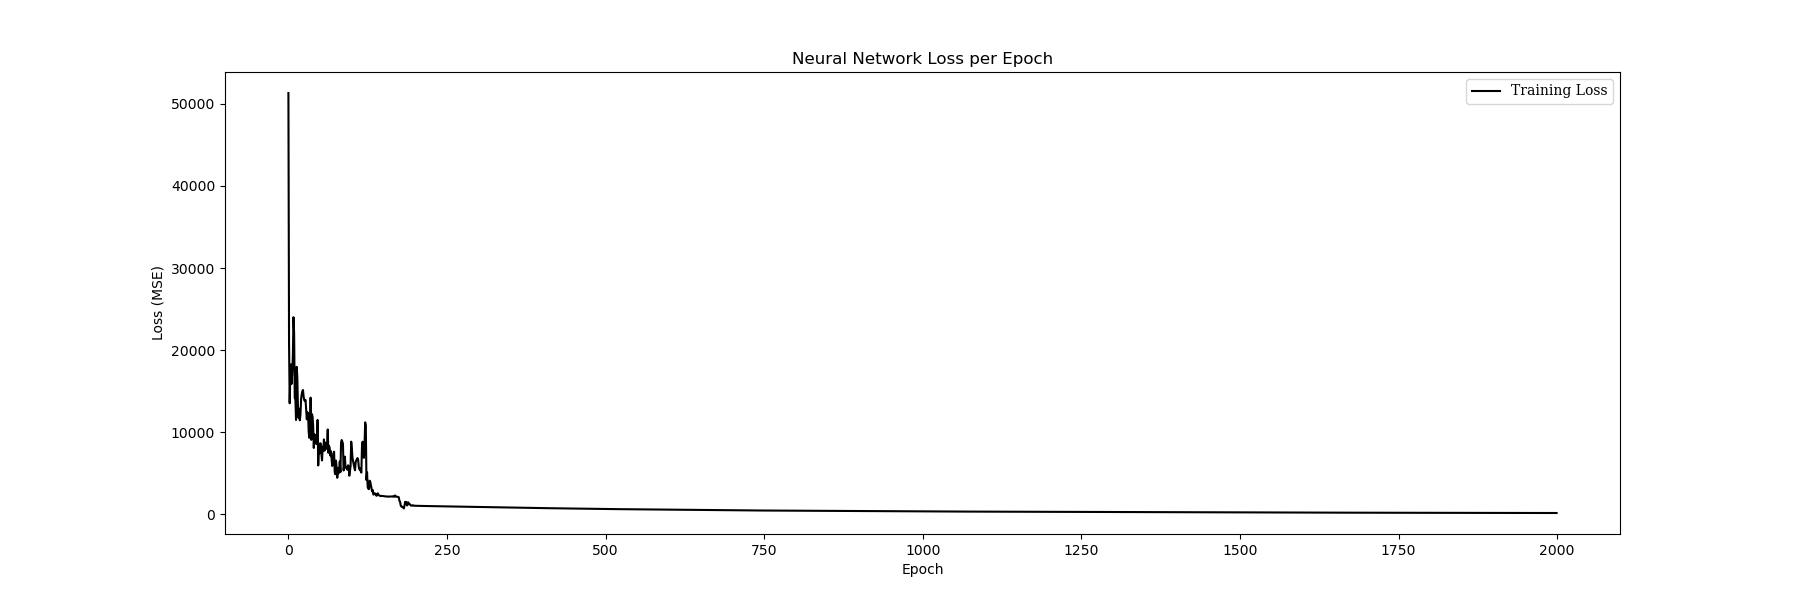 Neural Network Loss per Epoch
Training Loss
50000
40000
30000
20000
10000
0
Loss (MSE)
0 250 500 750 1000 1250 1500 1750 2000
Epoch